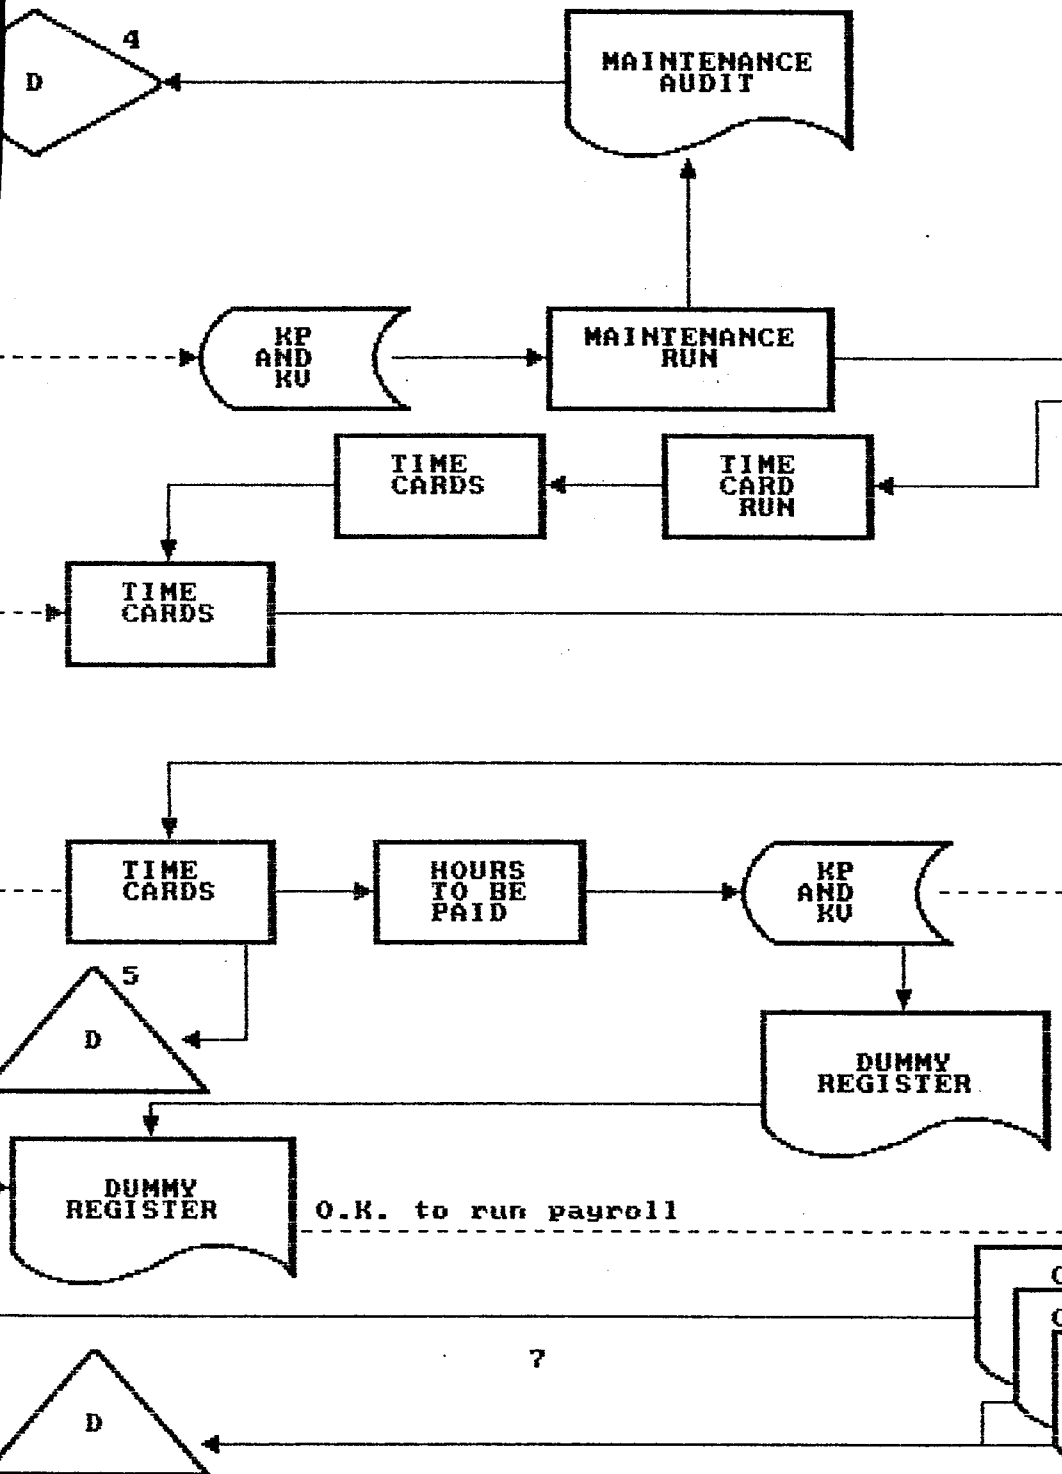 4
D
MAINTENANCE
AUDIT
KP
AND
KV
MAINTENANCE
RUN
TIME
CARDS
TIME
CARD
RUN
TIME
CARDS
TIME
CARDS
HOURS
TO BE
PAID
KP
AND
KV
5
D
DUMMY
REGISTER
DUMMY
REGISTER
O.K. to run payroll
?
D